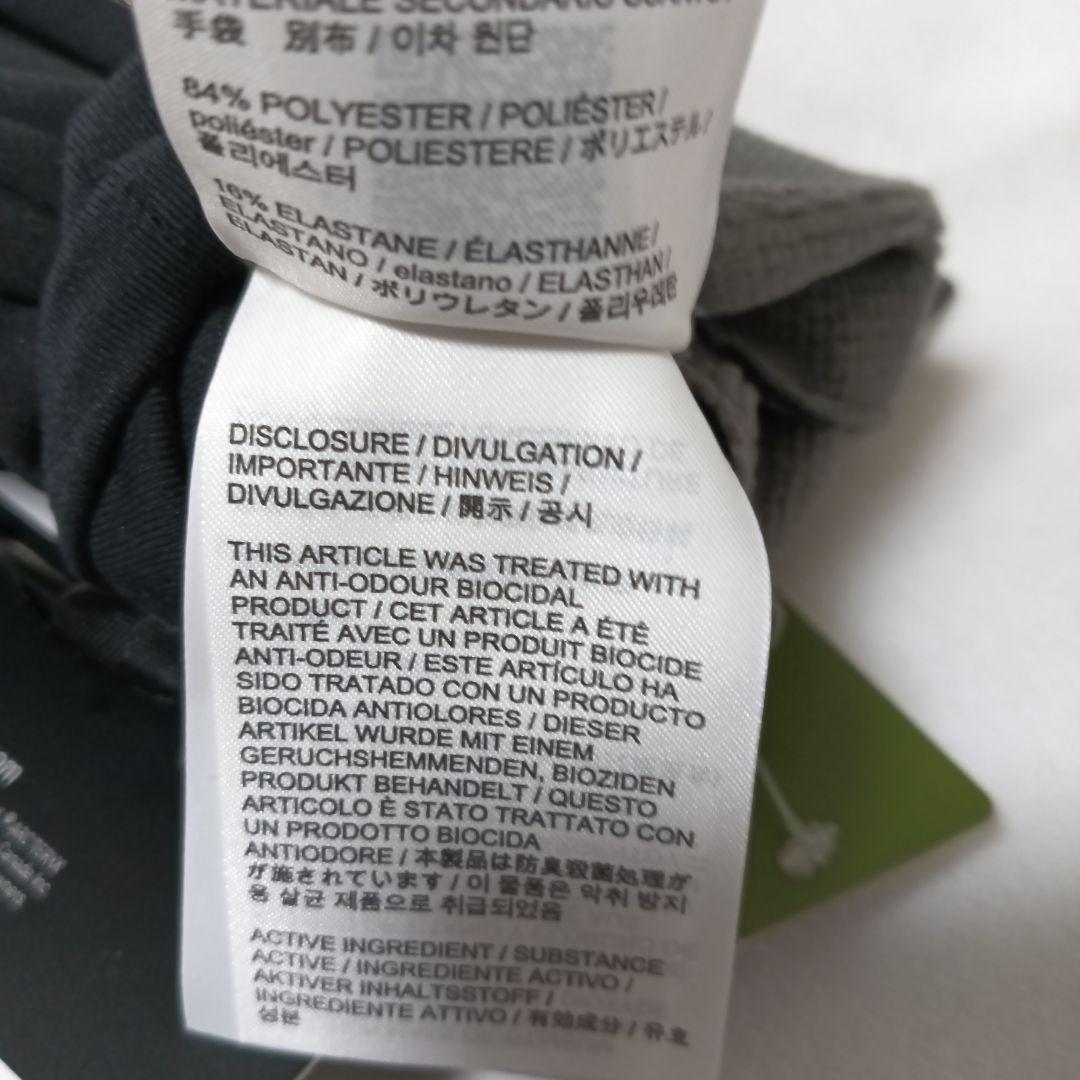 MATERIALE SECONDARIO
手袋 別布 / 이차 원단
84% POLYESTER / POLIÉSTER /
poliéster / POLIESTERE / ポリエステル /
폴리에스터
16% ELASTANE / ÉLASTHANNE /
ELASTANO / elastano / ELASTHAN /
ELASTAN / ポリウレタン / 폴리우레탄
DISCLOSURE / DIVULGATION /
IMPORTANTE / HINWEIS /
DIVULGAZIONE / 開示 / 공시
THIS ARTICLE WAS TREATED WITH
AN ANTI-ODOUR BIOCIDAL
PRODUCT / CET ARTICLE A ÉTÉ
TRAITÉ AVEC UN PRODUIT BIOCIDE
ANTI-ODEUR / ESTE ARTÍCULO HA
SIDO TRATADO CON UN PRODUCTO
BIOCIDA ANTIOLORES / DIESER
ARTIKEL WURDE MIT EINEM
GERUCHSHEMMENDEN, BIOZIDEN
PRODUKT BEHANDELT / QUESTO
ARTICOLO È STATO TRATTATO CON
UN PRODOTTO BIOCIDA
ANTIODORE / 本製品は防臭殺菌処理が
が施されています / 이 물품은 악취 방지
용 살균 제품으로 취급되었음
ACTIVE INGREDIENT / SUBSTANCE
ACTIVE / INGREDIENTE ACTIVO /
AKTIVER INHALTSSTOFF /
INGREDIENTE ATTIVO / 有効成分 / 유효
성분